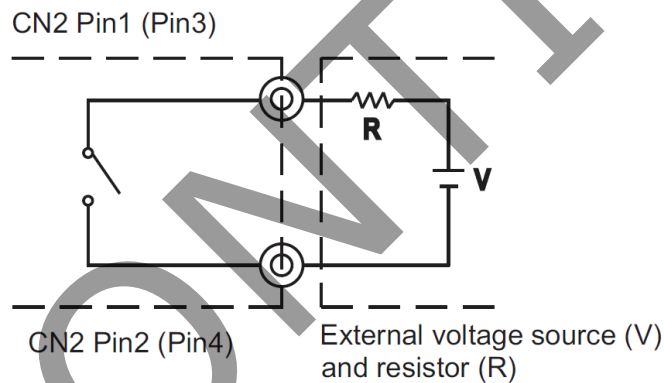 CN2 Pin1 (Pin3)
R
V
CN2 Pin2 (Pin4)
External voltage source (V)
and resistor (R)